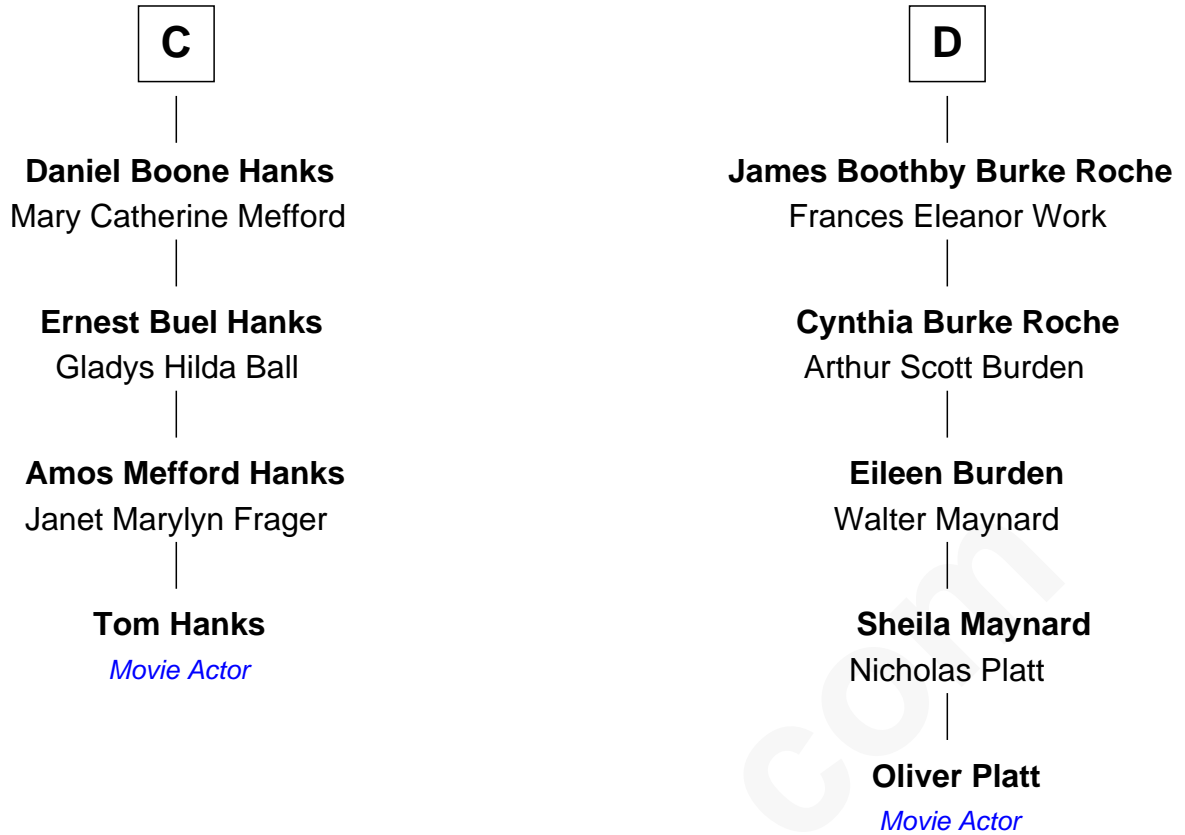 C
Daniel Boone Hanks
Mary Catherine Mefford
Ernest Buel Hanks
Gladys Hilda Ball
Amos Mefford Hanks
Janet Marylyn Frager
Tom Hanks
Movie Actor
D
James Boothby Burke Roche
Frances Eleanor Work
Cynthia Burke Roche
Arthur Scott Burden
Eileen Burden
Walter Maynard
Sheila Maynard
Nicholas Platt
Oliver Platt
Movie Actor
com